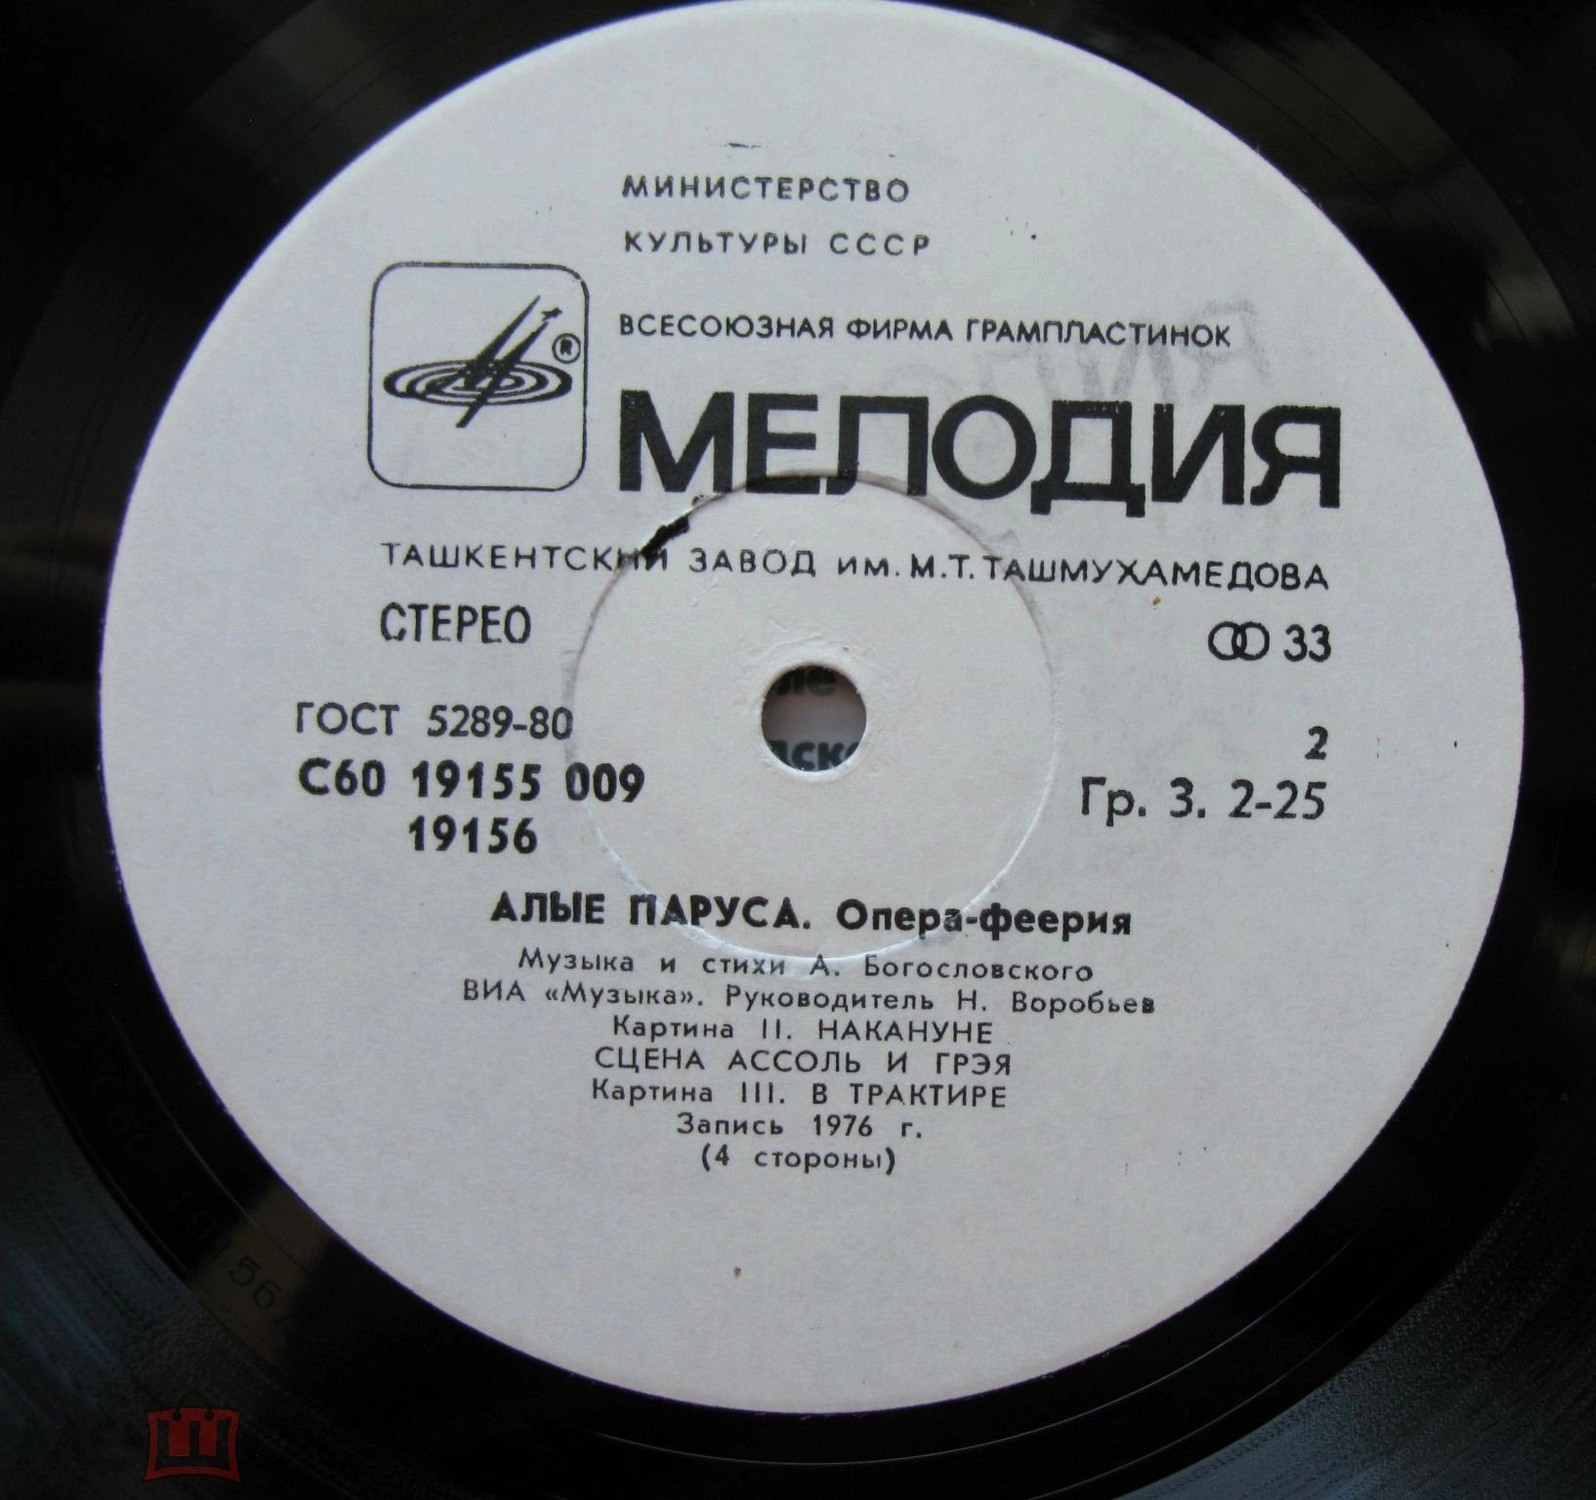 МИНИСТЕРСТВО
КУЛЬТУРЫ СССР
ВСЕСОЮЗНАЯ ФИРМА ГРАМПЛАСТИНОК
®
МЕЛОДИЯ
ТАШКЕНТСКИЙ ЗАВОД им. М.Т. ТАШМУХАМЕДОВА
СТЕРЕО 33
ГОСТ 5289-80 2
С60 19155 009 Гр. 3. 2-25
19156
АЛЫЕ ПАРУСА. Опера-феерия
Музыка и стихи А. Богословского
ВИА «Музыка». Руководитель Н. Воробьев
Картина II. НАКАНУНЕ
СЦЕНА АССОЛЬ И ГРЭЯ
Картина III. В ТРАКТИРЕ
Запись 1976 г.
(4 стороны)